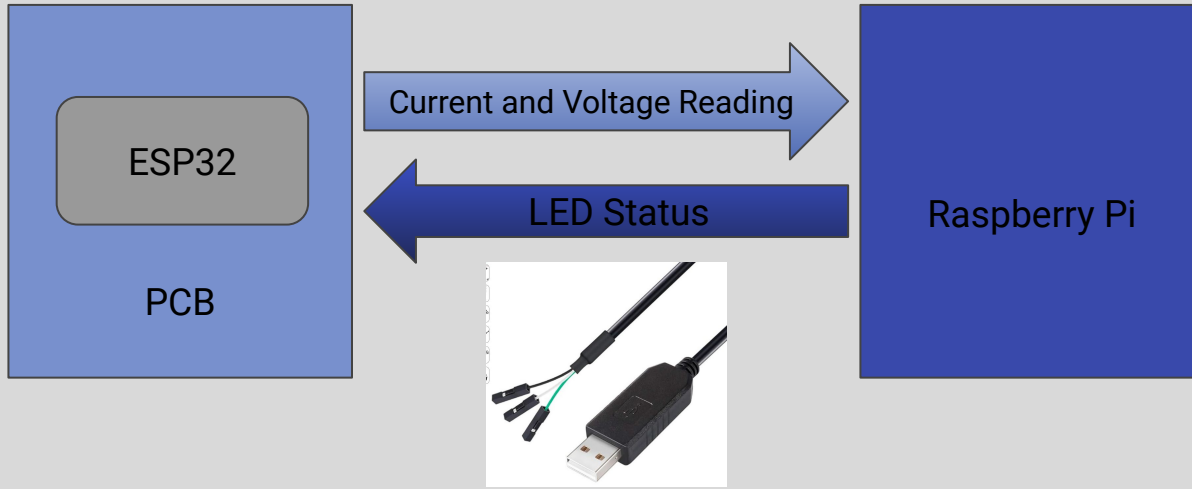 Current and Voltage Reading
ESP32
LED Status
Raspberry Pi
PCB